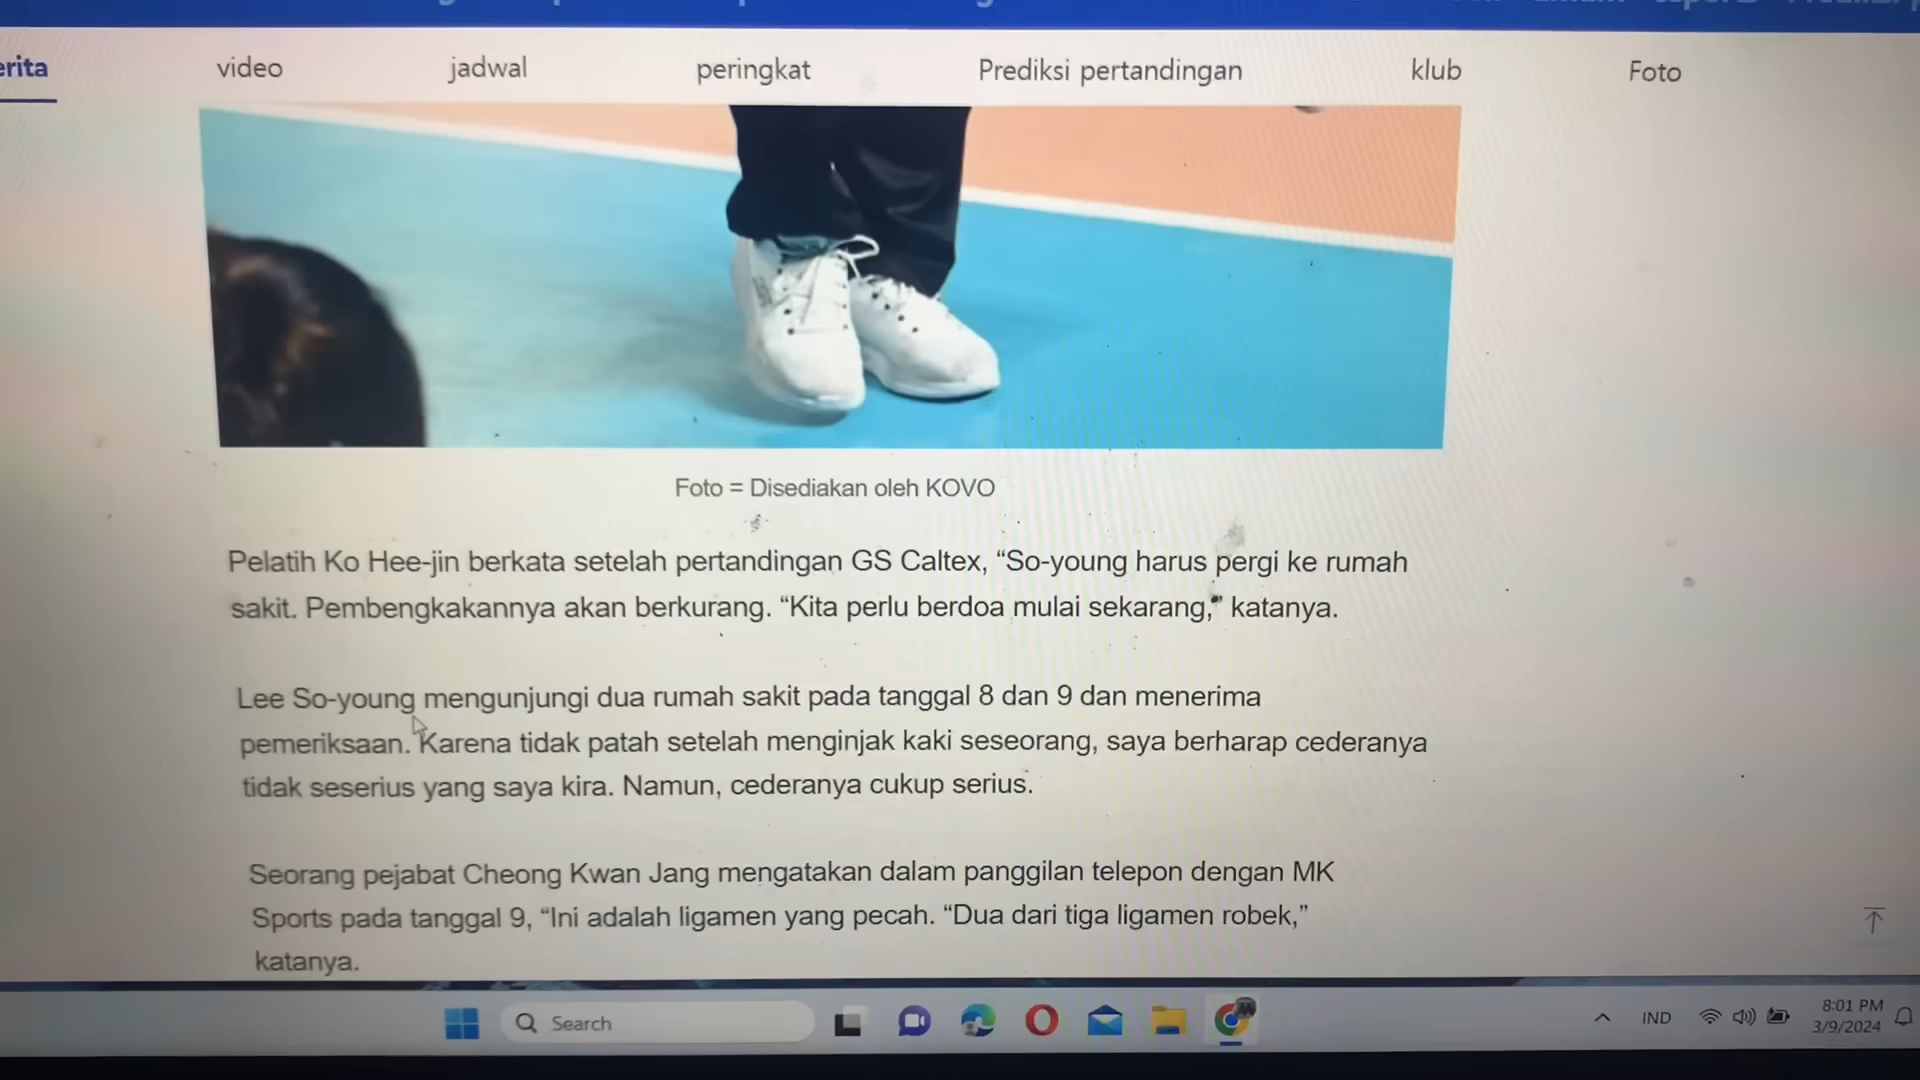 erita
video
jadwal
peringkat
Prediksi pertandingan
klub
Foto
Foto = Disediakan oleh KOVO
Pelatih Ko Hee-jin berkata setelah pertandingan GS Caltex, “So-young harus pergi ke rumah
sakit. Pembengkakannya akan berkurang. “Kita perlu berdoa mulai sekarang,” katanya.
Lee So-young mengunjungi dua rumah sakit pada tanggal 8 dan 9 dan menerima
pemeriksaan. Karena tidak patah setelah menginjak kaki seseorang, saya berharap cederanya
tidak seserius yang saya kira. Namun, cederanya cukup serius.
Seorang pejabat Cheong Kwan Jang mengatakan dalam panggilan telepon dengan MK
Sports pada tanggal 9, “Ini adalah ligamen yang pecah. “Dua dari tiga ligamen robek,”
katanya.
Search
IND
8:01 PM
3/9/2024